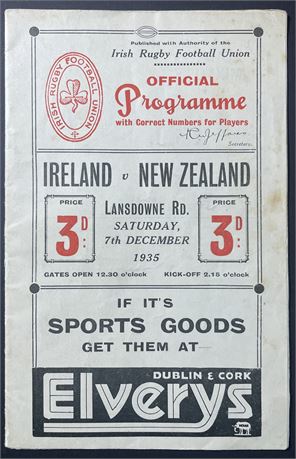 Published with Authority of the
Irish Rugby Football Union
IRISH RUGBY FOOTBALL UNION
OFFICIAL
Programme
with Correct Numbers for Players
Secretary.
IRELAND v NEW ZEALAND
PRICE
3D:
LANSDOWNE RD.
SATURDAY,
7TH DECEMBER
1935
PRICE
3D:
GATES OPEN 12.30 o'clock KICK-OFF 2.15 o'clock
IF IT'S
SPORTS GOODS
GET THEM AT
DUBLIN & CORK
Elverys